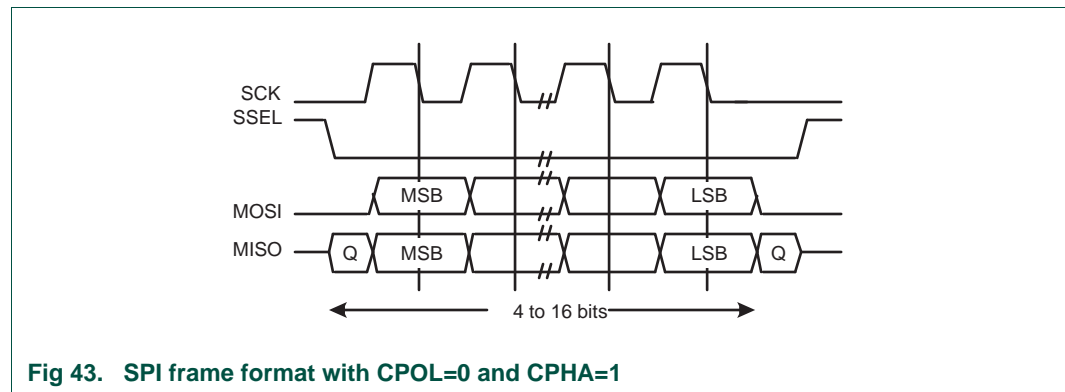 SCK
SSEL
MOSI MSB LSB
MISO Q MSB LSB Q
4 to 16 bits
Fig 43. SPI frame format with CPOL=0 and CPHA=1